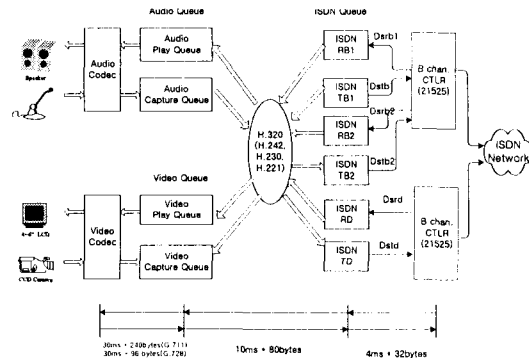 Audio Queue
ISDN Queue
Speaker
Audio
Codec
Audio
Play Queue
Audio
Capture Queue
H.320
(H.242,
H.230,
H.221)
ISDN
RB1
ISDN
TB1
ISDN
RB2
ISDN
TB2
ISDN
RD
ISDN
TD
Dsrb1
Dstb
Dsrb2
Dstb2
Dsrd
Dstd
B chan.
CTLR
(21525)
B chan.
CTLR
(21525)
ISDN
Network
Video Queue
Video
Codec
Video
Play Queue
Video
Capture Queue
LCD
CCD Camera
30ms * 240bytes(G.711)
30ms * 96 bytes(G.728)
10ms * 80bytes
4ms * 32bytes